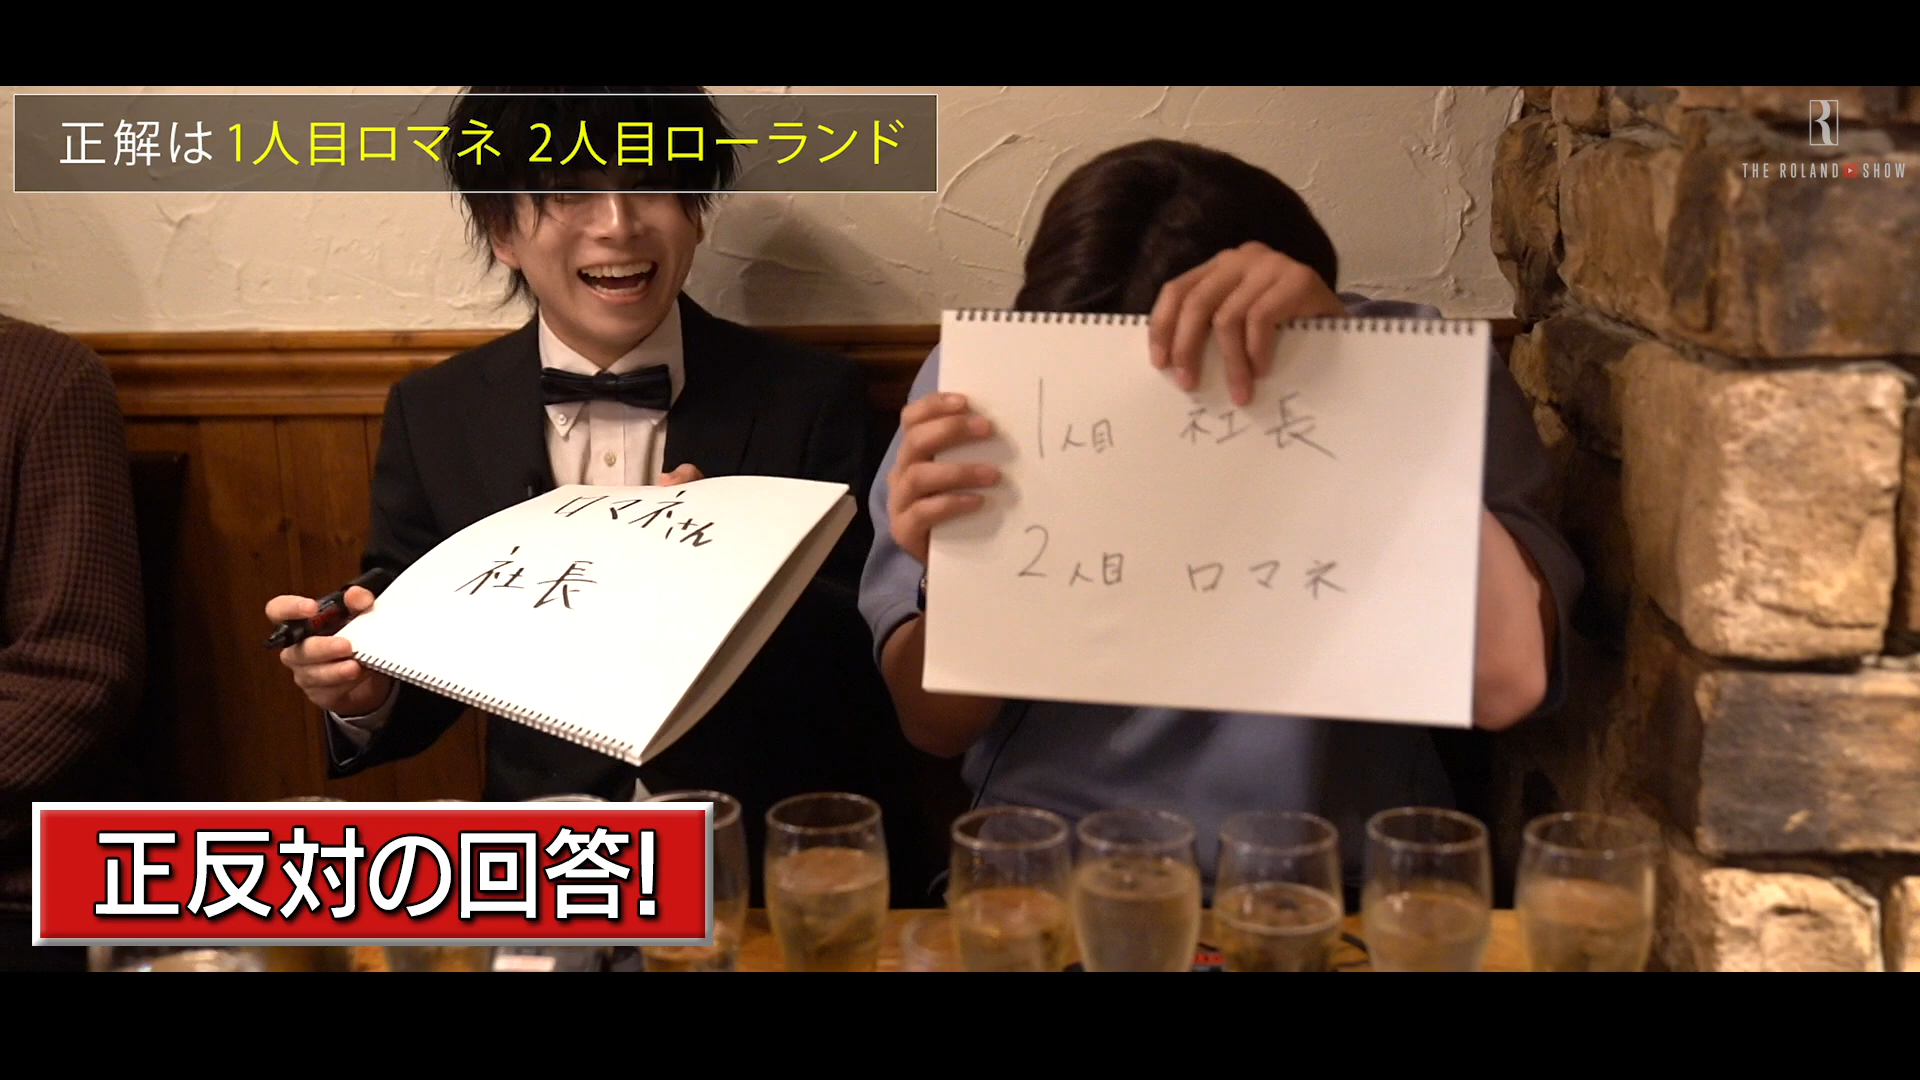 正解は 1人目ロマネ 2人目ローランド
THE ROLAND SHOW
ロマネさん
社長
1人目 社長
2人目 ロマネ
正反対の回答!